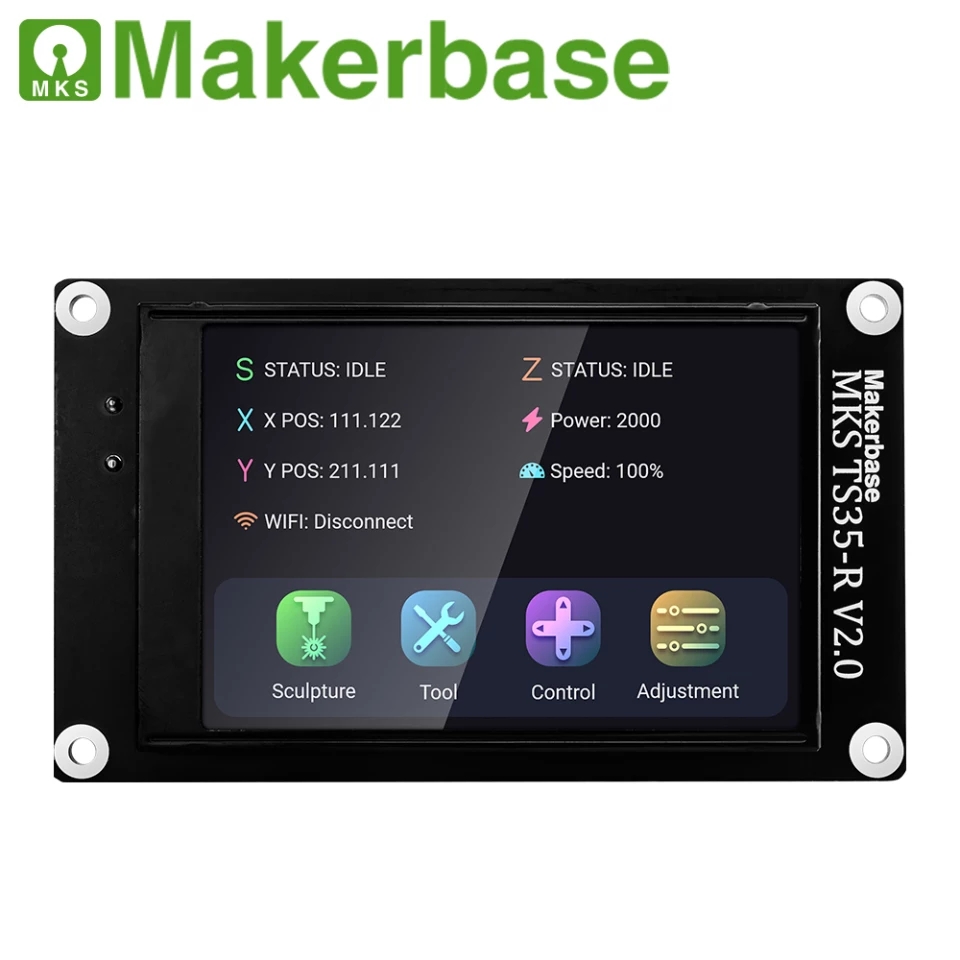 MKS
Makerbase
S STATUS: IDLE
X X POS: 111.122
Y Y POS: 211.111
WIFI: Disconnect
Z STATUS: IDLE
Power: 2000
Speed: 100%
Sculpture
Tool
Control
Adjustment
Makerbase
MKS TS35-R V2.0